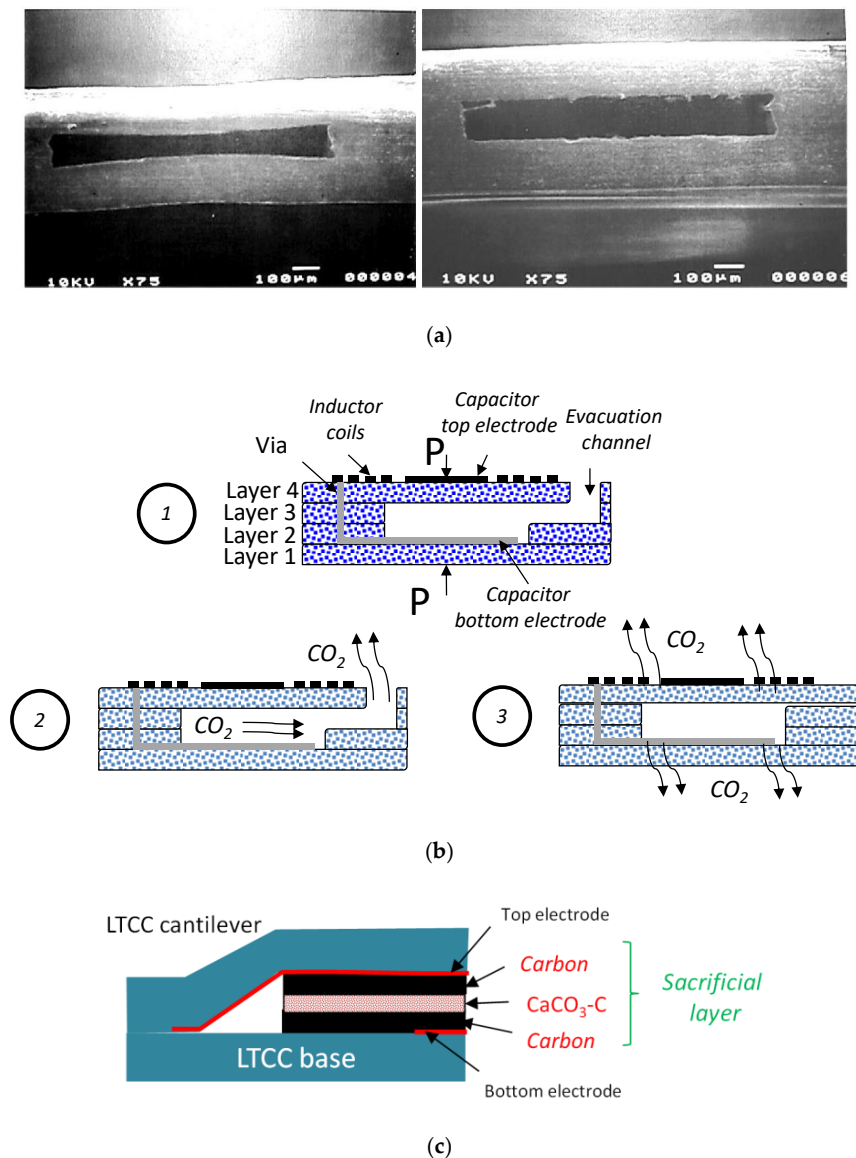 10KV X75 100μm 000004
10KV X75 100μm 000006
(a)
Inductor
coils
Capacitor
top electrode
Evacuation
channel
Via
P
1
Layer 4
Layer 3
Layer 2
Layer 1
P
Capacitor
bottom electrode
2
CO2
CO2
3
CO2
CO2
(b)
LTCC cantilever
Top electrode
Carbon
CaCO3-C
Carbon
Sacrificial
layer
LTCC base
Bottom electrode
(c)